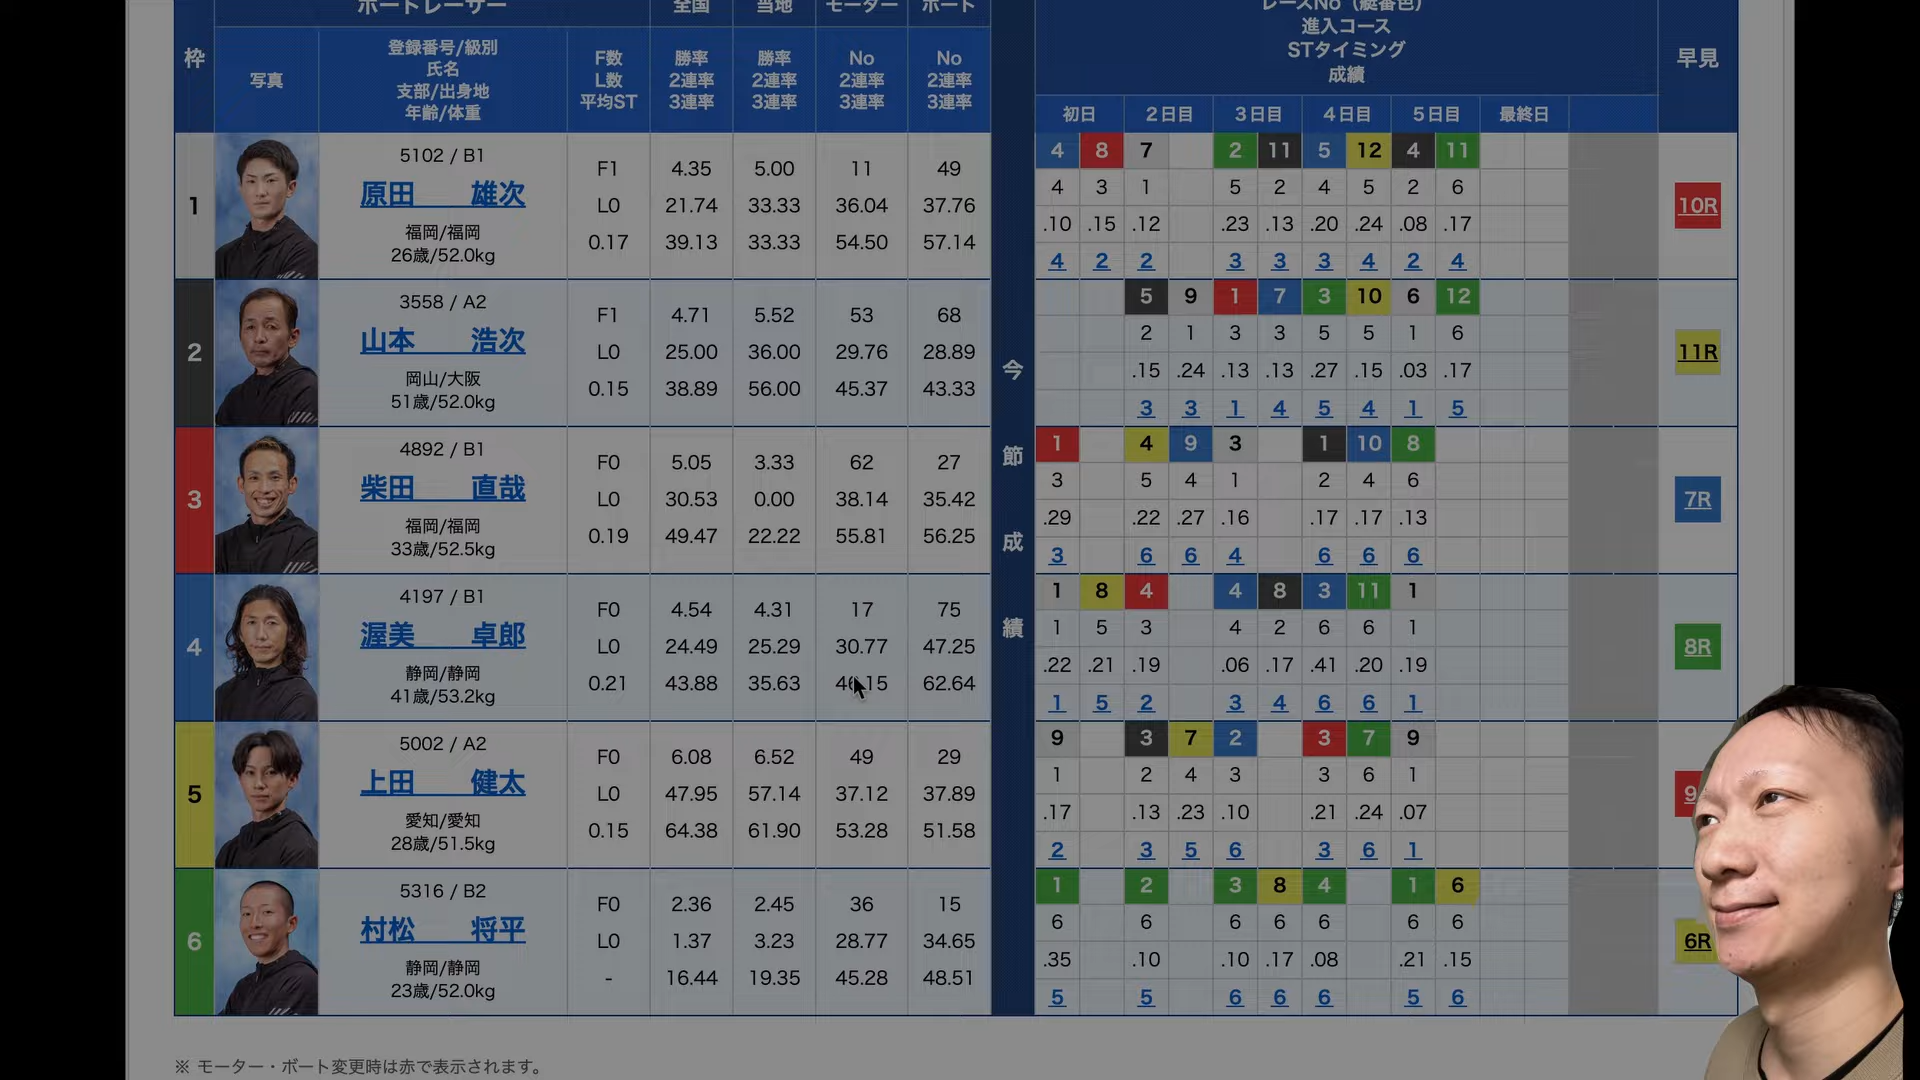 ボートレーサー 全国 当地 モーター ボート レースNo（艇番色）
進入コース
STタイミング
成績
枠 写真 登録番号/級別 氏名 支部/出身地 年齢/体重 F数 L数 平均ST 勝率 2連率 3連率 勝率 2連率 3連率 No 2連率 3連率 No 2連率 3連率 早見
初日 2日目 3日目 4日目 5日目 最終日
今節成績
1 5102 / B1 F1 4.35 5.00 11 49 4 8 7 2 11 5 12 4 11 10R
原田 雄次 L0 21.74 33.33 36.04 37.76 4 3 1 5 2 4 5 2 6
福岡/福岡 0.17 39.13 33.33 54.50 57.14 .10 .15 .12 .23 .13 .20 .24 .08 .17
26歳/52.0kg 4 2 2 3 3 3 4 2 4
2 3558 / A2 F1 4.71 5.52 53 68 5 9 1 7 3 10 6 12 11R
山本 浩次 L0 25.00 36.00 29.76 28.89 2 1 3 3 5 5 1 6
岡山/大阪 0.15 38.89 56.00 45.37 43.33 .15 .24 .13 .13 .27 .15 .03 .17
51歳/52.0kg 3 3 1 4 5 4 1 5
3 4892 / B1 F0 5.05 3.33 62 27 1 4 9 3 1 10 8 7R
柴田 直哉 L0 30.53 0.00 38.14 35.42 3 5 4 1 2 4 6
福岡/福岡 0.19 49.47 22.22 55.81 56.25 .29 .22 .27 .16 .17 .17 .13
33歳/52.5kg 3 6 6 4 6 6 6
4 4197 / B1 F0 4.54 4.31 17 75 1 8 4 4 8 3 11 1 8R
渥美 卓郎 L0 24.49 25.29 30.77 47.25 1 5 3 4 2 6 6 1
静岡/静岡 0.21 43.88 35.63 62.64 .22 .21 .19 .06 .17 .41 .20 .19
41歳/53.2kg 1 5 2 3 4 6 6 1
5 5002 / A2 F0 6.08 6.52 49 29 9 3 7 2 3 7 9
上田 健太 L0 47.95 57.14 37.12 37.89 1 2 4 3 3 6 1
愛知/愛知 0.15 64.38 61.90 53.28 51.58 .17 .13 .23 .10 .21 .24 .07
28歳/51.5kg 2 3 5 6 3 6 1
6 5316 / B2 F0 2.36 2.45 36 15 1 2 3 8 4 1 6 6R
村松 将平 L0 1.37 3.23 28.77 34.65 6 6 6 6 6 6 6
静岡/静岡 - 16.44 19.35 45.28 48.51 .35 .10 .10 .17 .08 .21 .15
23歳/52.0kg 5 5 6 6 6 5 6
※ モーター・ボート変更時は赤で表示されます。